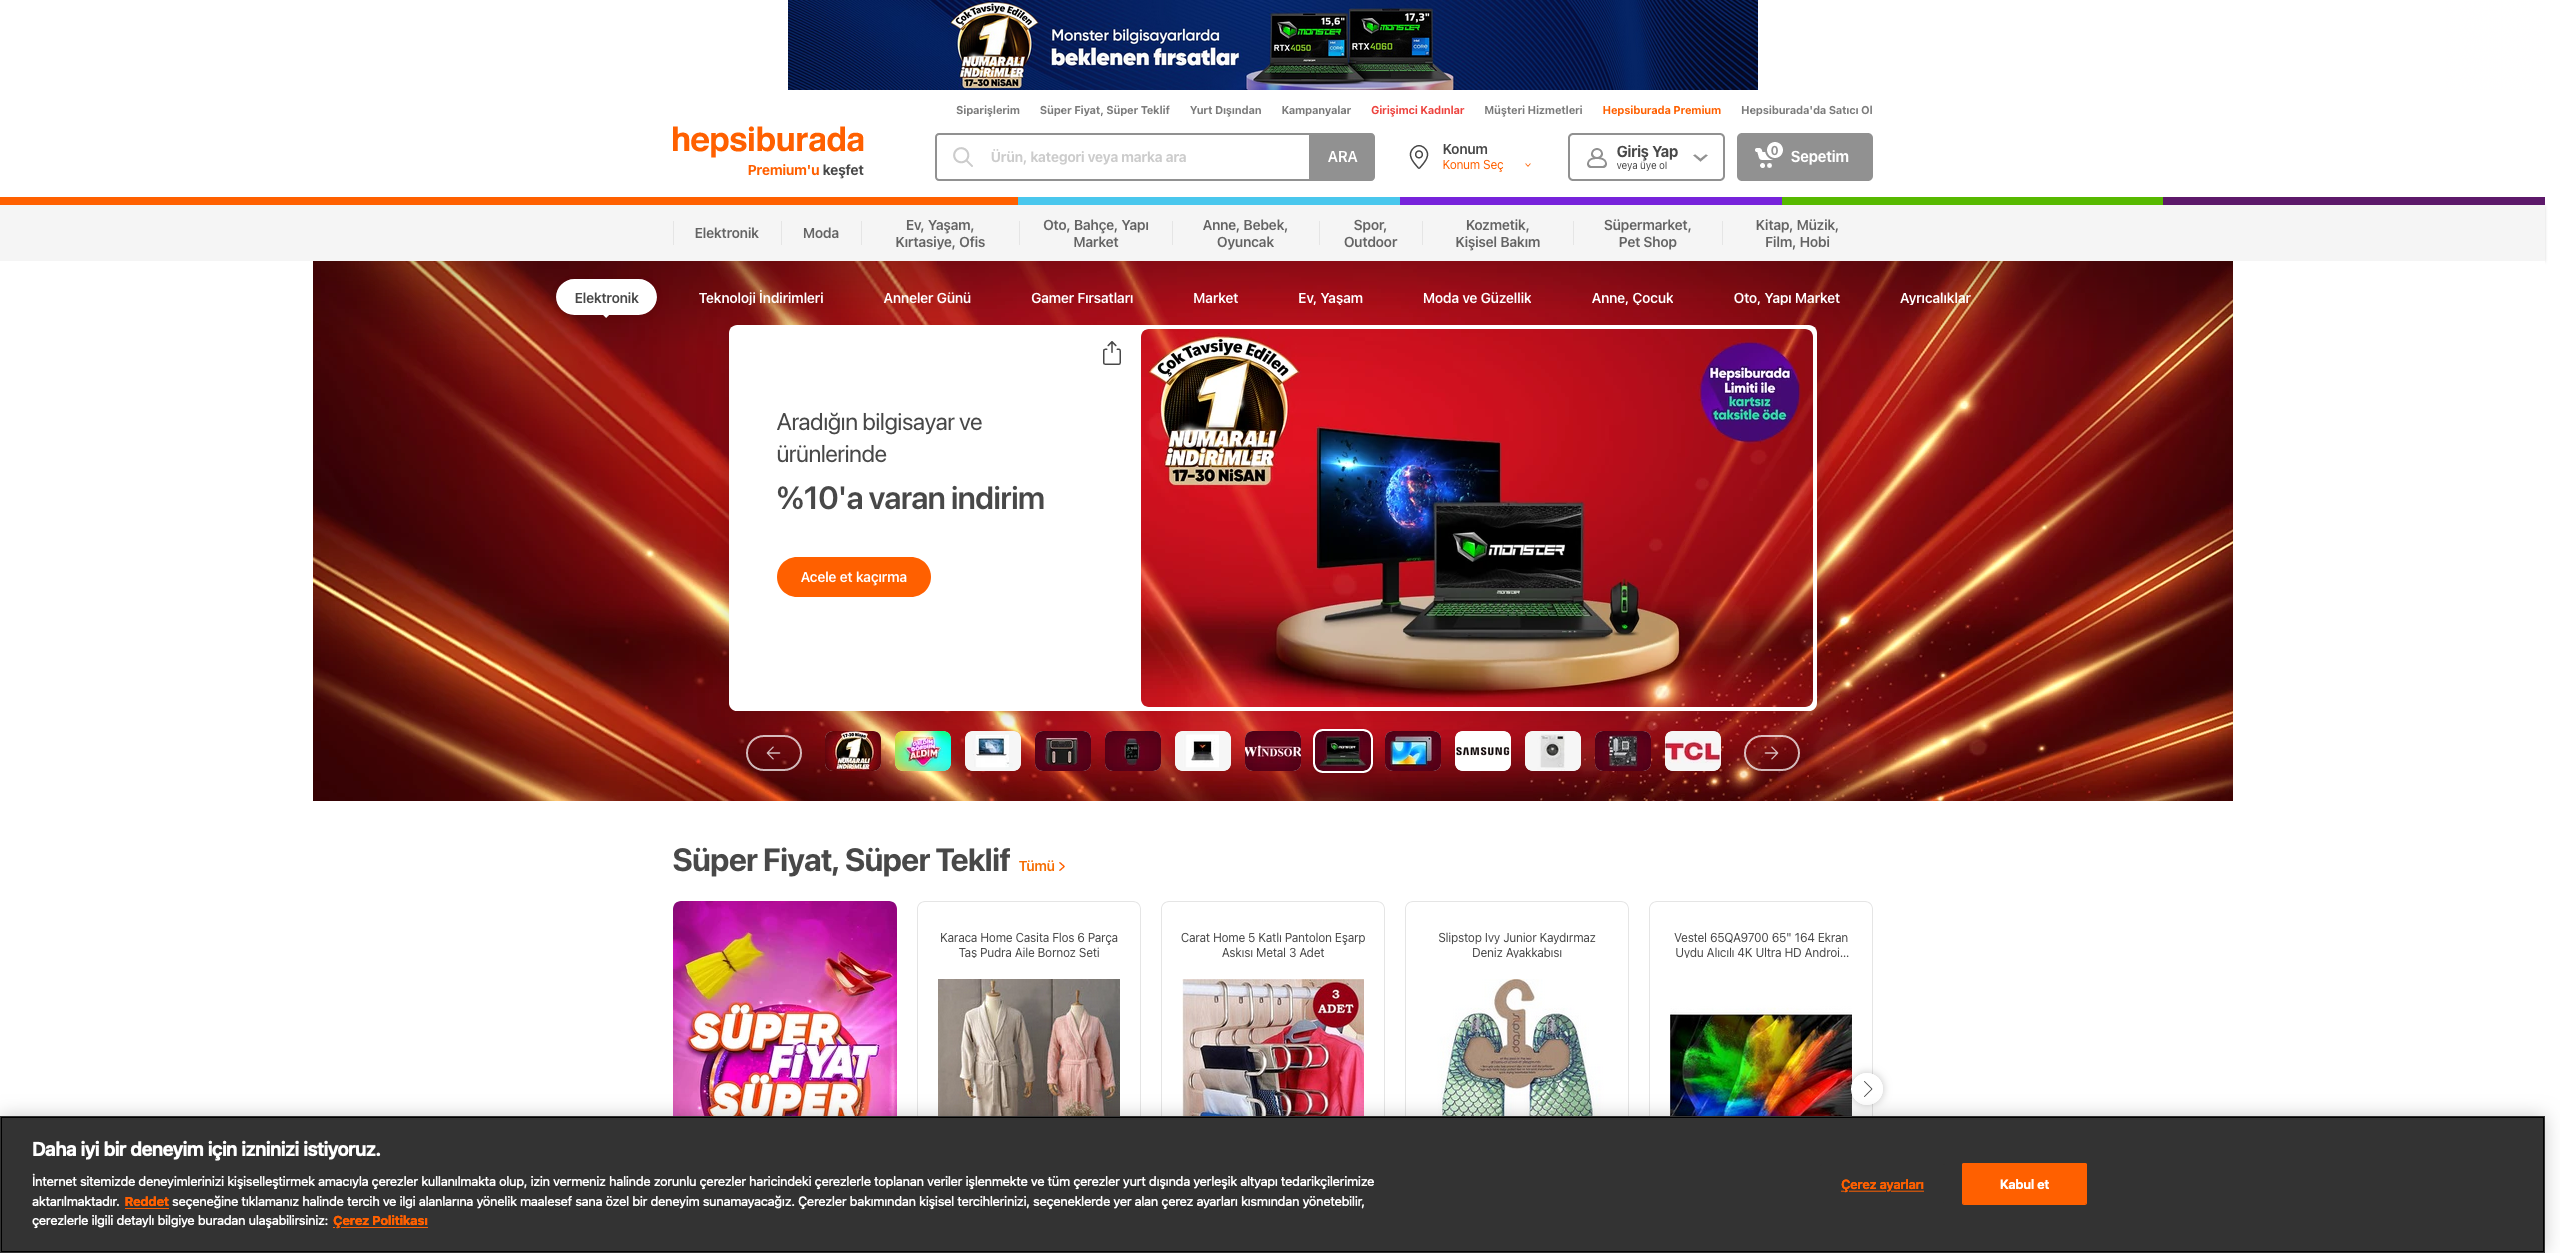 Çok Tavsiye Edilen
1
NUMARALI
İNDİRİMLER
17-30 NİSAN
Monster bilgisayarlarda
beklenen fırsatlar
15,6"
MONSTER
RTX4050
17,3"
MONSTER
RTX4060
Siparişlerim
Süper Fiyat, Süper Teklif
Yurt Dışından
Kampanyalar
Girişimci Kadınlar
Müşteri Hizmetleri
Hepsiburada Premium
Hepsiburada'da Satıcı Ol
hepsiburada
Premium'u keşfet
Ürün, kategori veya marka ara
ARA
Konum
Konum Seç
Giriş Yap
veya üye ol
0
Sepetim
Elektronik
Moda
Ev, Yaşam,
Kırtasiye, Ofis
Oto, Bahçe, Yapı
Market
Anne, Bebek,
Oyuncak
Spor,
Outdoor
Kozmetik,
Kişisel Bakım
Süpermarket,
Pet Shop
Kitap, Müzik,
Film, Hobi
Elektronik
Teknoloji İndirimleri
Anneler Günü
Gamer Fırsatları
Market
Ev, Yaşam
Moda ve Güzellik
Anne, Çocuk
Oto, Yapı Market
Ayrıcalıklar
Aradığın bilgisayar ve
ürünlerinde
%10'a varan indirim
Acele et kaçırma
Çok Tavsiye Edilen
1
NUMARALI
İNDİRİMLER
17-30 NİSAN
Hepsiburada
Limiti ile
kartsız
taksitle öde
MONSTER
MONSTER
1
NUMARALI
İNDİRİMLER
ALDIM
WİNDSOR
MONSTER
SAMSUNG
TCL
Süper Fiyat, Süper Teklif
Tümü >
SÜPER
FİYAT
SÜPER
Karaca Home Casita Flos 6 Parça
Taş Pudra Aile Bornoz Seti
Carat Home 5 Katlı Pantolon Eşarp
Askısı Metal 3 Adet
3
ADET
Slipstop Ivy Junior Kaydırmaz
Deniz Ayakkabısı
slipstop
Vestel 65QA9700 65" 164 Ekran
Uydu Alıcılı 4K Ultra HD Androi...
Daha iyi bir deneyim için izninizi istiyoruz.
İnternet sitemizde deneyimlerinizi kişiselleştirmek amacıyla çerezler kullanılmakta olup, izin vermeniz halinde zorunlu çerezler haricindeki çerezlerle toplanan veriler işlenmekte ve tüm çerezler yurt dışında yerleşik altyapı tedarikçilerimize
aktarılmaktadır. Reddet seçeneğine tıklamanız halinde tercih ve ilgi alanlarına yönelik maalesef sana özel bir deneyim sunamayacağız. Çerezler bakımından kişisel tercihlerinizi, seçeneklerde yer alan çerez ayarları kısmından yönetebilir,
çerezlerle ilgili detaylı bilgiye buradan ulaşabilirsiniz: Çerez Politikası
Çerez ayarları
Kabul et